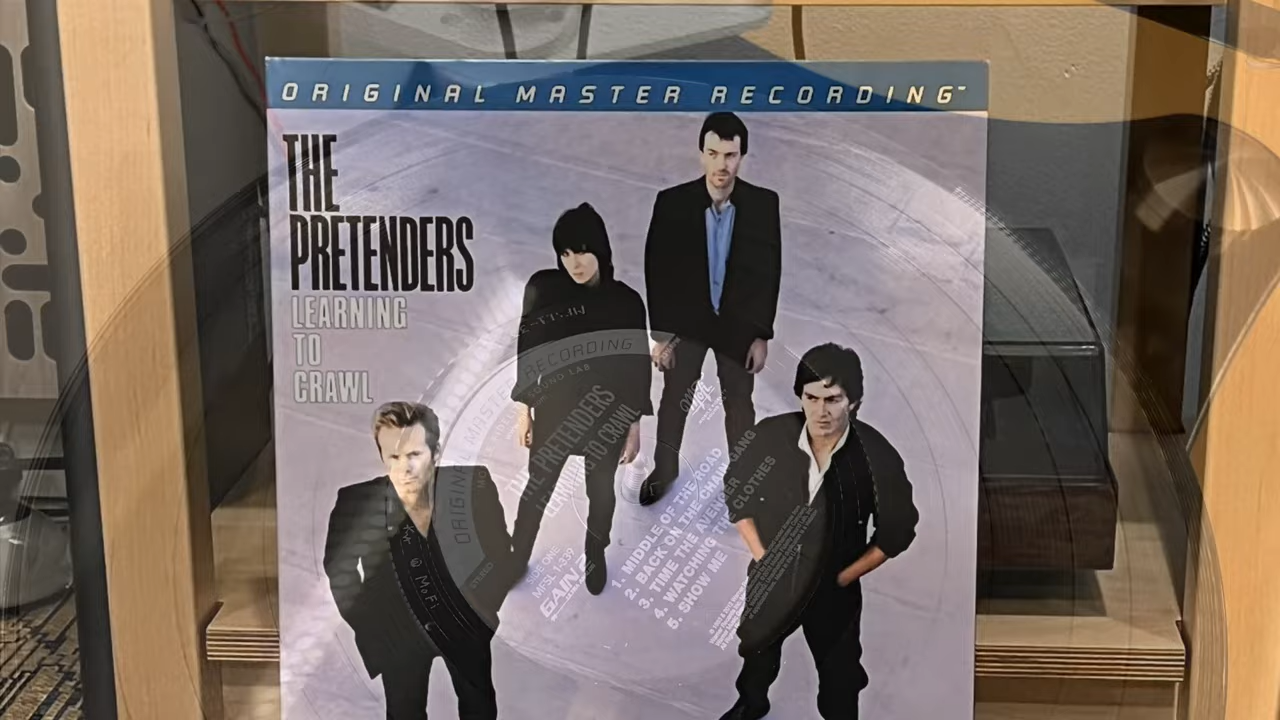 ORIGINAL MASTER RECORDING™
THE
PRETENDERS
LEARNING
TO
CRAWL
ORIGINAL MASTER RECORDING
THE PRETENDERS
LEARNING TO CRAWL
SIDE ONE
MFSL 1-339
GAIN 2
STEREO
1. MIDDLE OF THE ROAD
2. BACK ON THE CHAIN GANG
3. TIME THE AVENGER
4. WATCHING THE CLOTHES
5. SHOW ME
MoFi